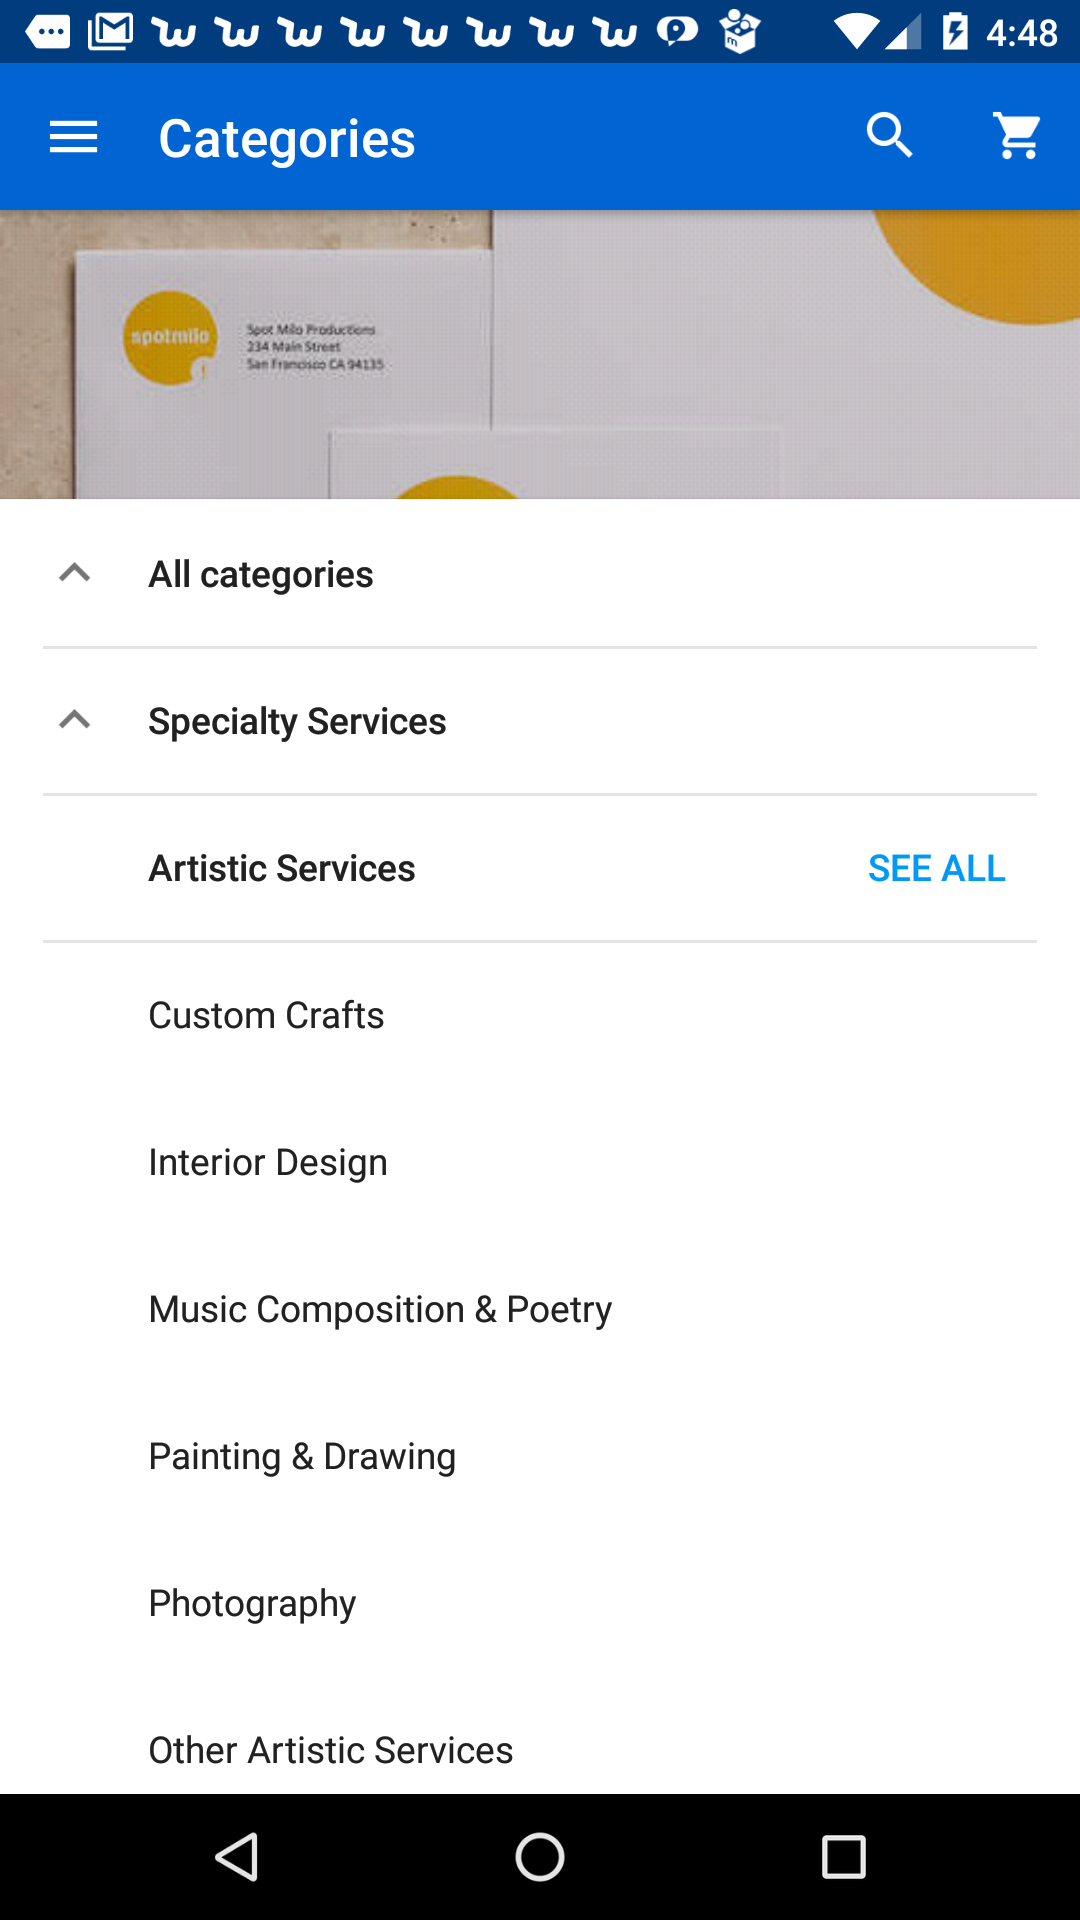 4:48
Categories
spotmilo
Spot Milo Productions
234 Main Street
San Francisco CA 94135
All categories
Specialty Services
Artistic Services SEE ALL
Custom Crafts
Interior Design
Music Composition & Poetry
Painting & Drawing
Photography
Other Artistic Services